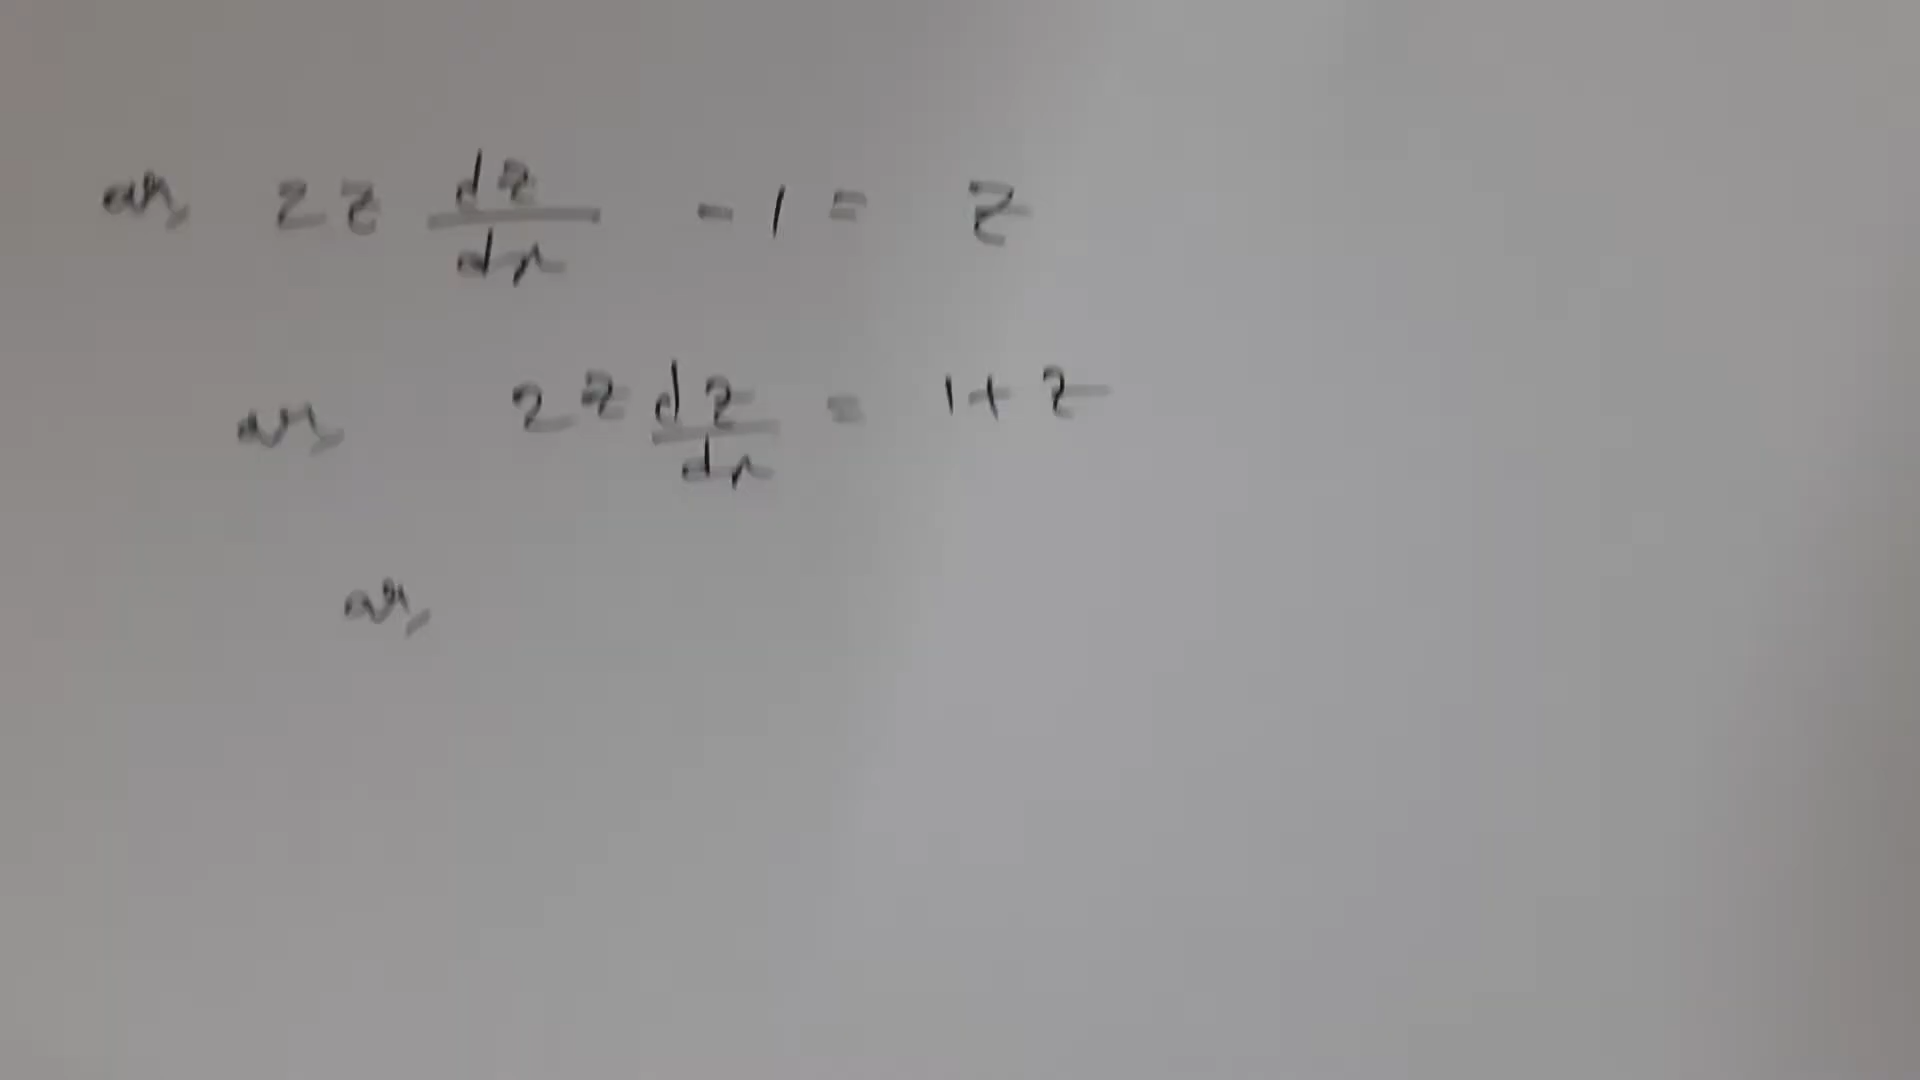 or, 2z dz/dx - 1 = z
or, 2z dz/dx = 1 + z
or,